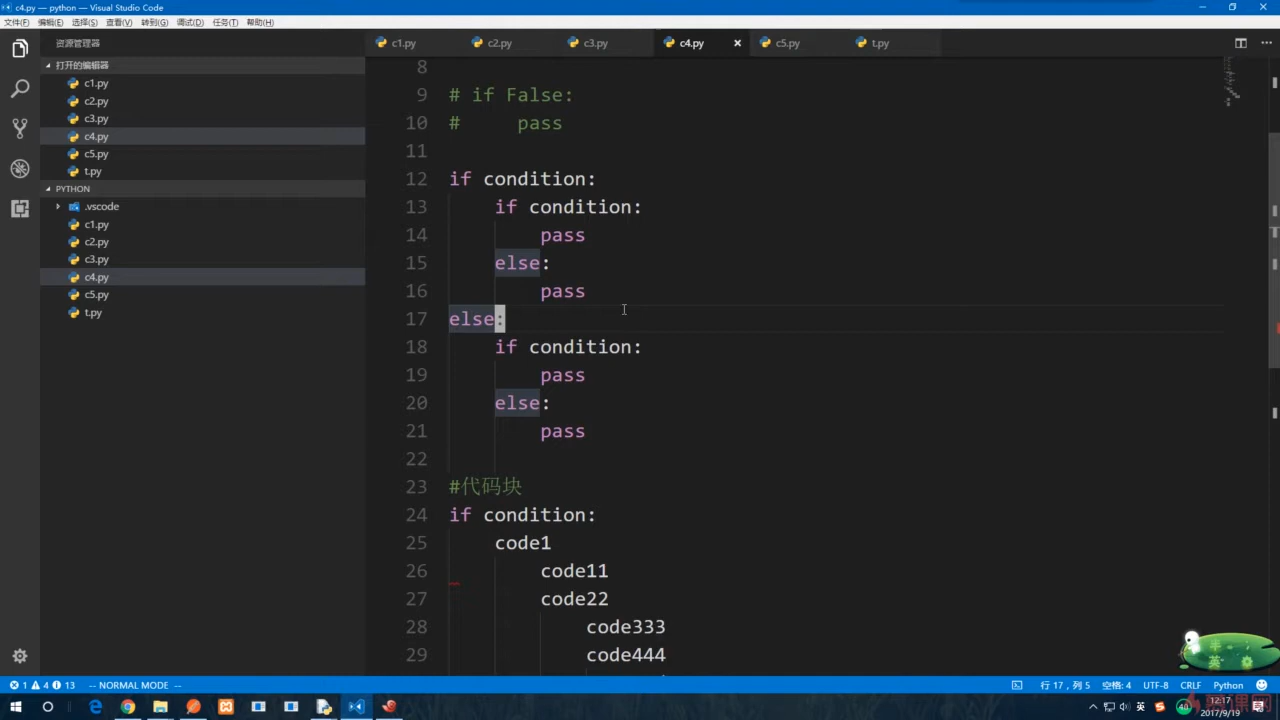 c4.py — python — Visual Studio Code
文件(F) 编辑(E) 选择(S) 查看(V) 转到(G) 调试(D) 任务(T) 帮助(H)
资源管理器
c1.py c2.py c3.py c4.py c5.py t.py
打开的编辑器
c1.py
c2.py
c3.py
c4.py
c5.py
t.py
PYTHON
.vscode
c1.py
c2.py
c3.py
c4.py
c5.py
t.py
8
9 # if False:
10 #     pass
11
12 if condition:
13     if condition:
14         pass
15     else:
16         pass
17 else:
18     if condition:
19         pass
20     else:
21         pass
22
23 #代码块
24 if condition:
25     code1
26         code11
27         code22
28             code333
29             code444
半
英
1 4 13 -- NORMAL MODE -- 行 17，列 5 空格: 4 UTF-8 CRLF Python
英 12:17
2017/9/19